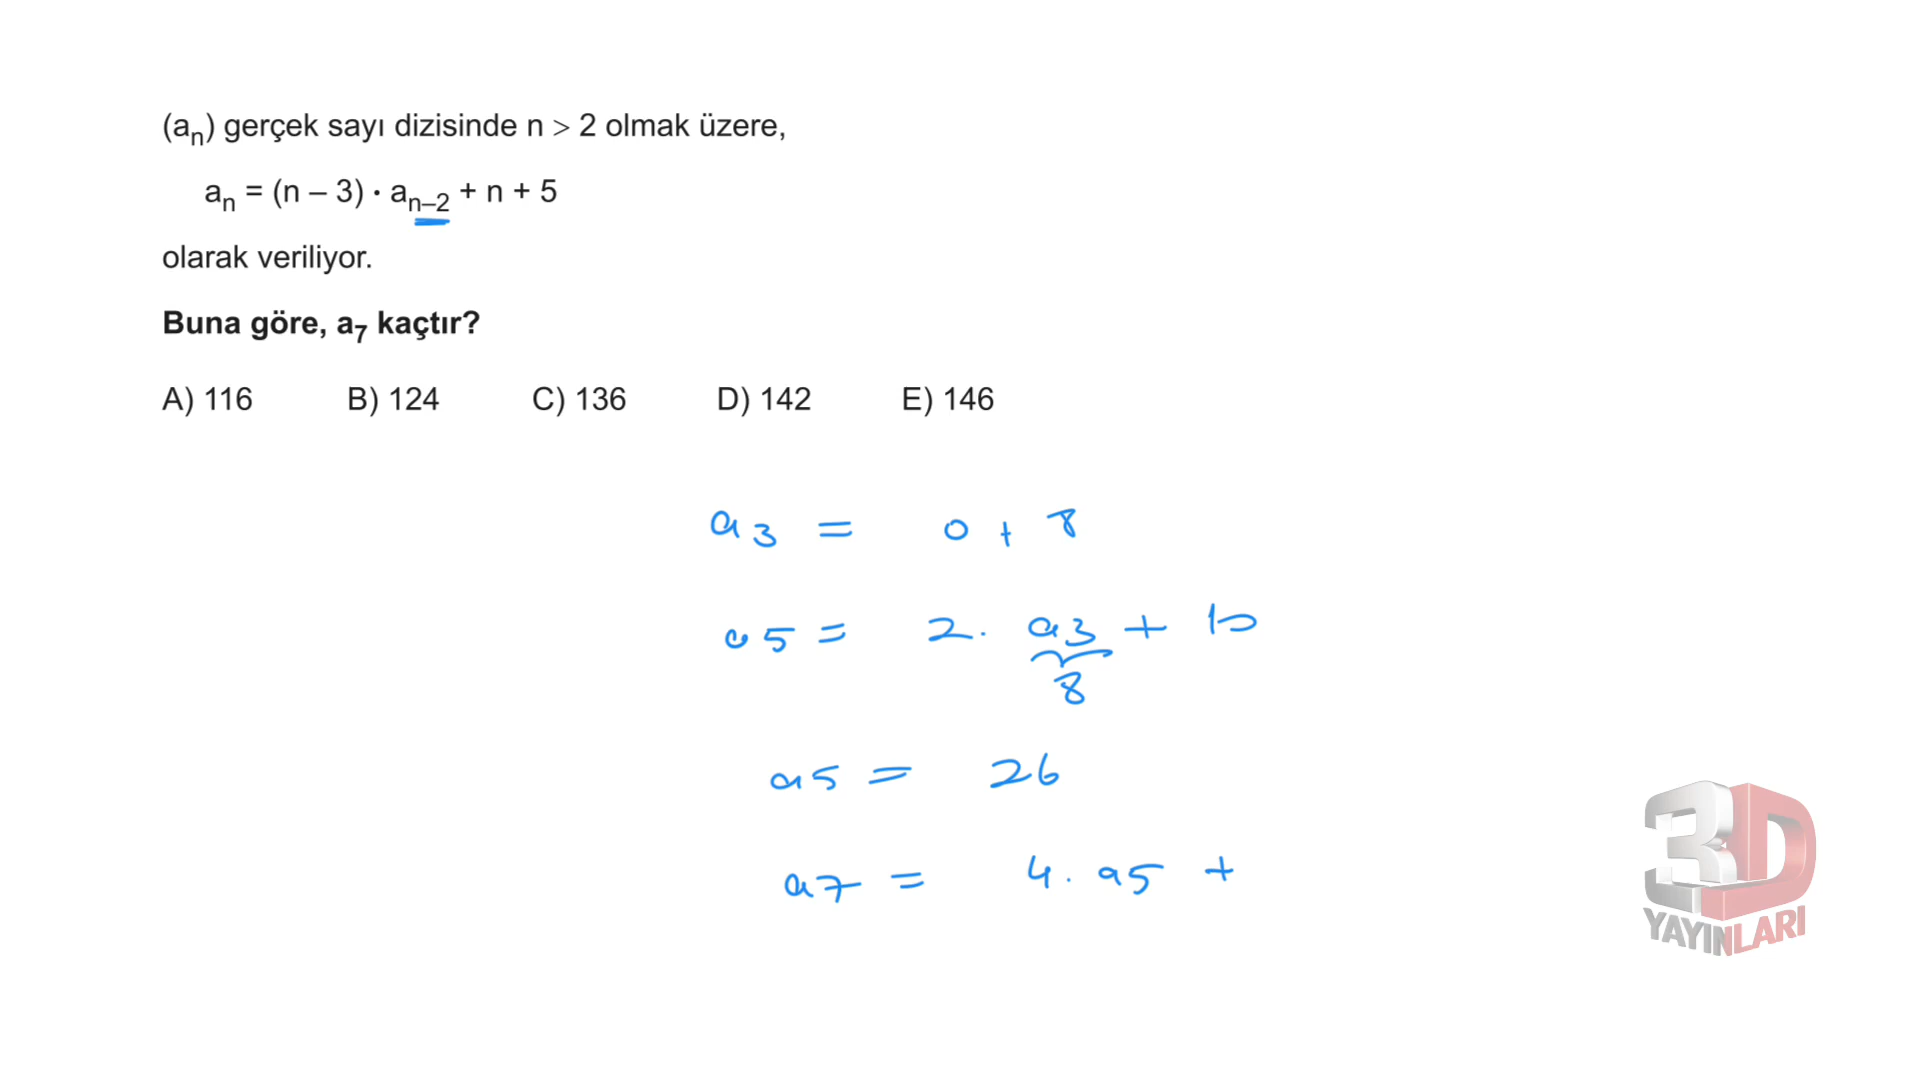 (aₙ) gerçek sayı dizisinde n > 2 olmak üzere,
aₙ = (n – 3) · aₙ₋₂ + n + 5
olarak veriliyor.
Buna göre, a₇ kaçtır?
A) 116 B) 124 C) 136 D) 142 E) 146
a3 = 0 + 8
a5 = 2. a3 + 10
8
a5 = 26
a7 = 4. a5 +
3D
YAYINLARI